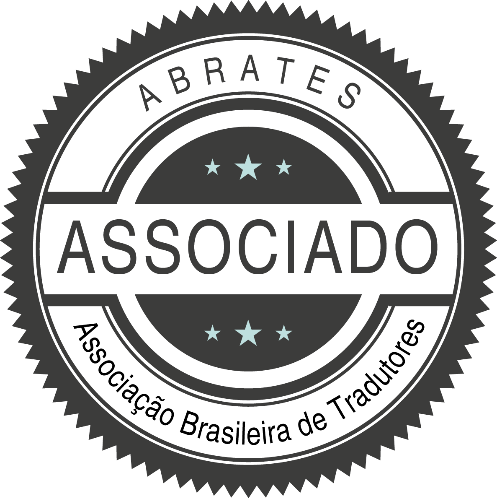 ABRATES
ASSOCIADO
Associação Brasileira de Tradutores